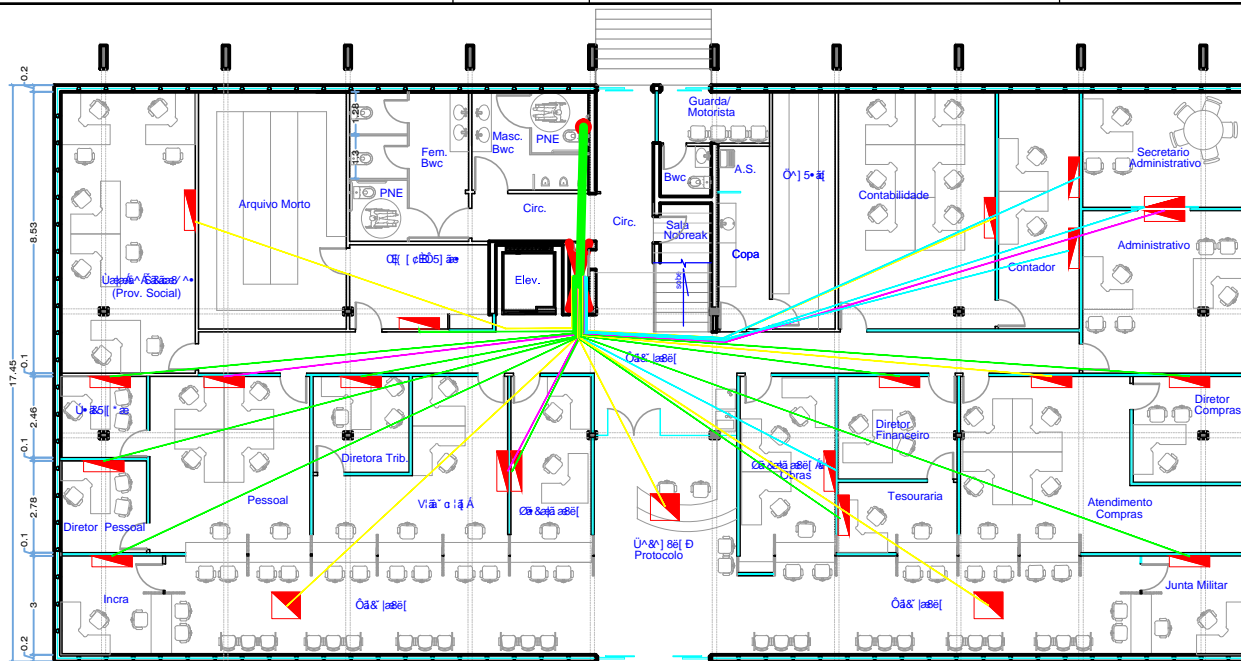 0.2
Guarda/
Motorista
1.28
Fem.
Bwc
Masc.
Bwc
PNE
A.S.
Contabilidade
Secretario
Administrativo
1.3
Bwc
PNE
Arquivo Morto
Circ.
Circ.
Sala
Nobreak
8.53
Copa
Contador
Administrativo
Elev.
sobe
(Prov. Social)
17.45
0.1
2.46
Diretor
Compras
Diretor
Financeiro
0.1
Diretora Trib.
Obras
2.78
Pessoal
Tesouraria
Atendimento
Compras
Diretor Pessoal
Protocolo
0.1
Incra
Junta Militar
3
0.2